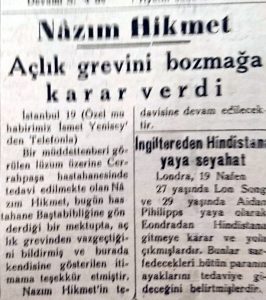 Nâzım Hikmet
Açlık grevini bozmağa
karar verdi
İstanbul 19 (Özel mu
habirimiz İsmet Yenisey'
den Telefonla)
Bir müddettenberi gö
rülen lüzum üzerine Cer
rahpaşa hastahanesinde
tedavi edilmekte olan Nâ
zım Hikmet, bugün has
tahane Baştabibliğine gön
derdiği bir mektupta, aç
lık grevinden vazgeçtiği
ni bildirmiş ve burada
kendisine gösterilen iti
mama teşekkür etmiştir.
Nazım Hikmet'in te-
davisine devam edilecek
tir.
İngiltereden Hindistana
yaya seyahat
Londra, 19 Nafen
27 yaşında Lon Song
ve 29 yaşında Aidan
Pihilipps yaya olarak
Londradan Hindistana
gitmeye karar ve yola
çıkmışlardır. Bunlar sar
fedecekleri bütün paranın
ayaklarını tedaviye gi
deceğini belirtmişlerdir.